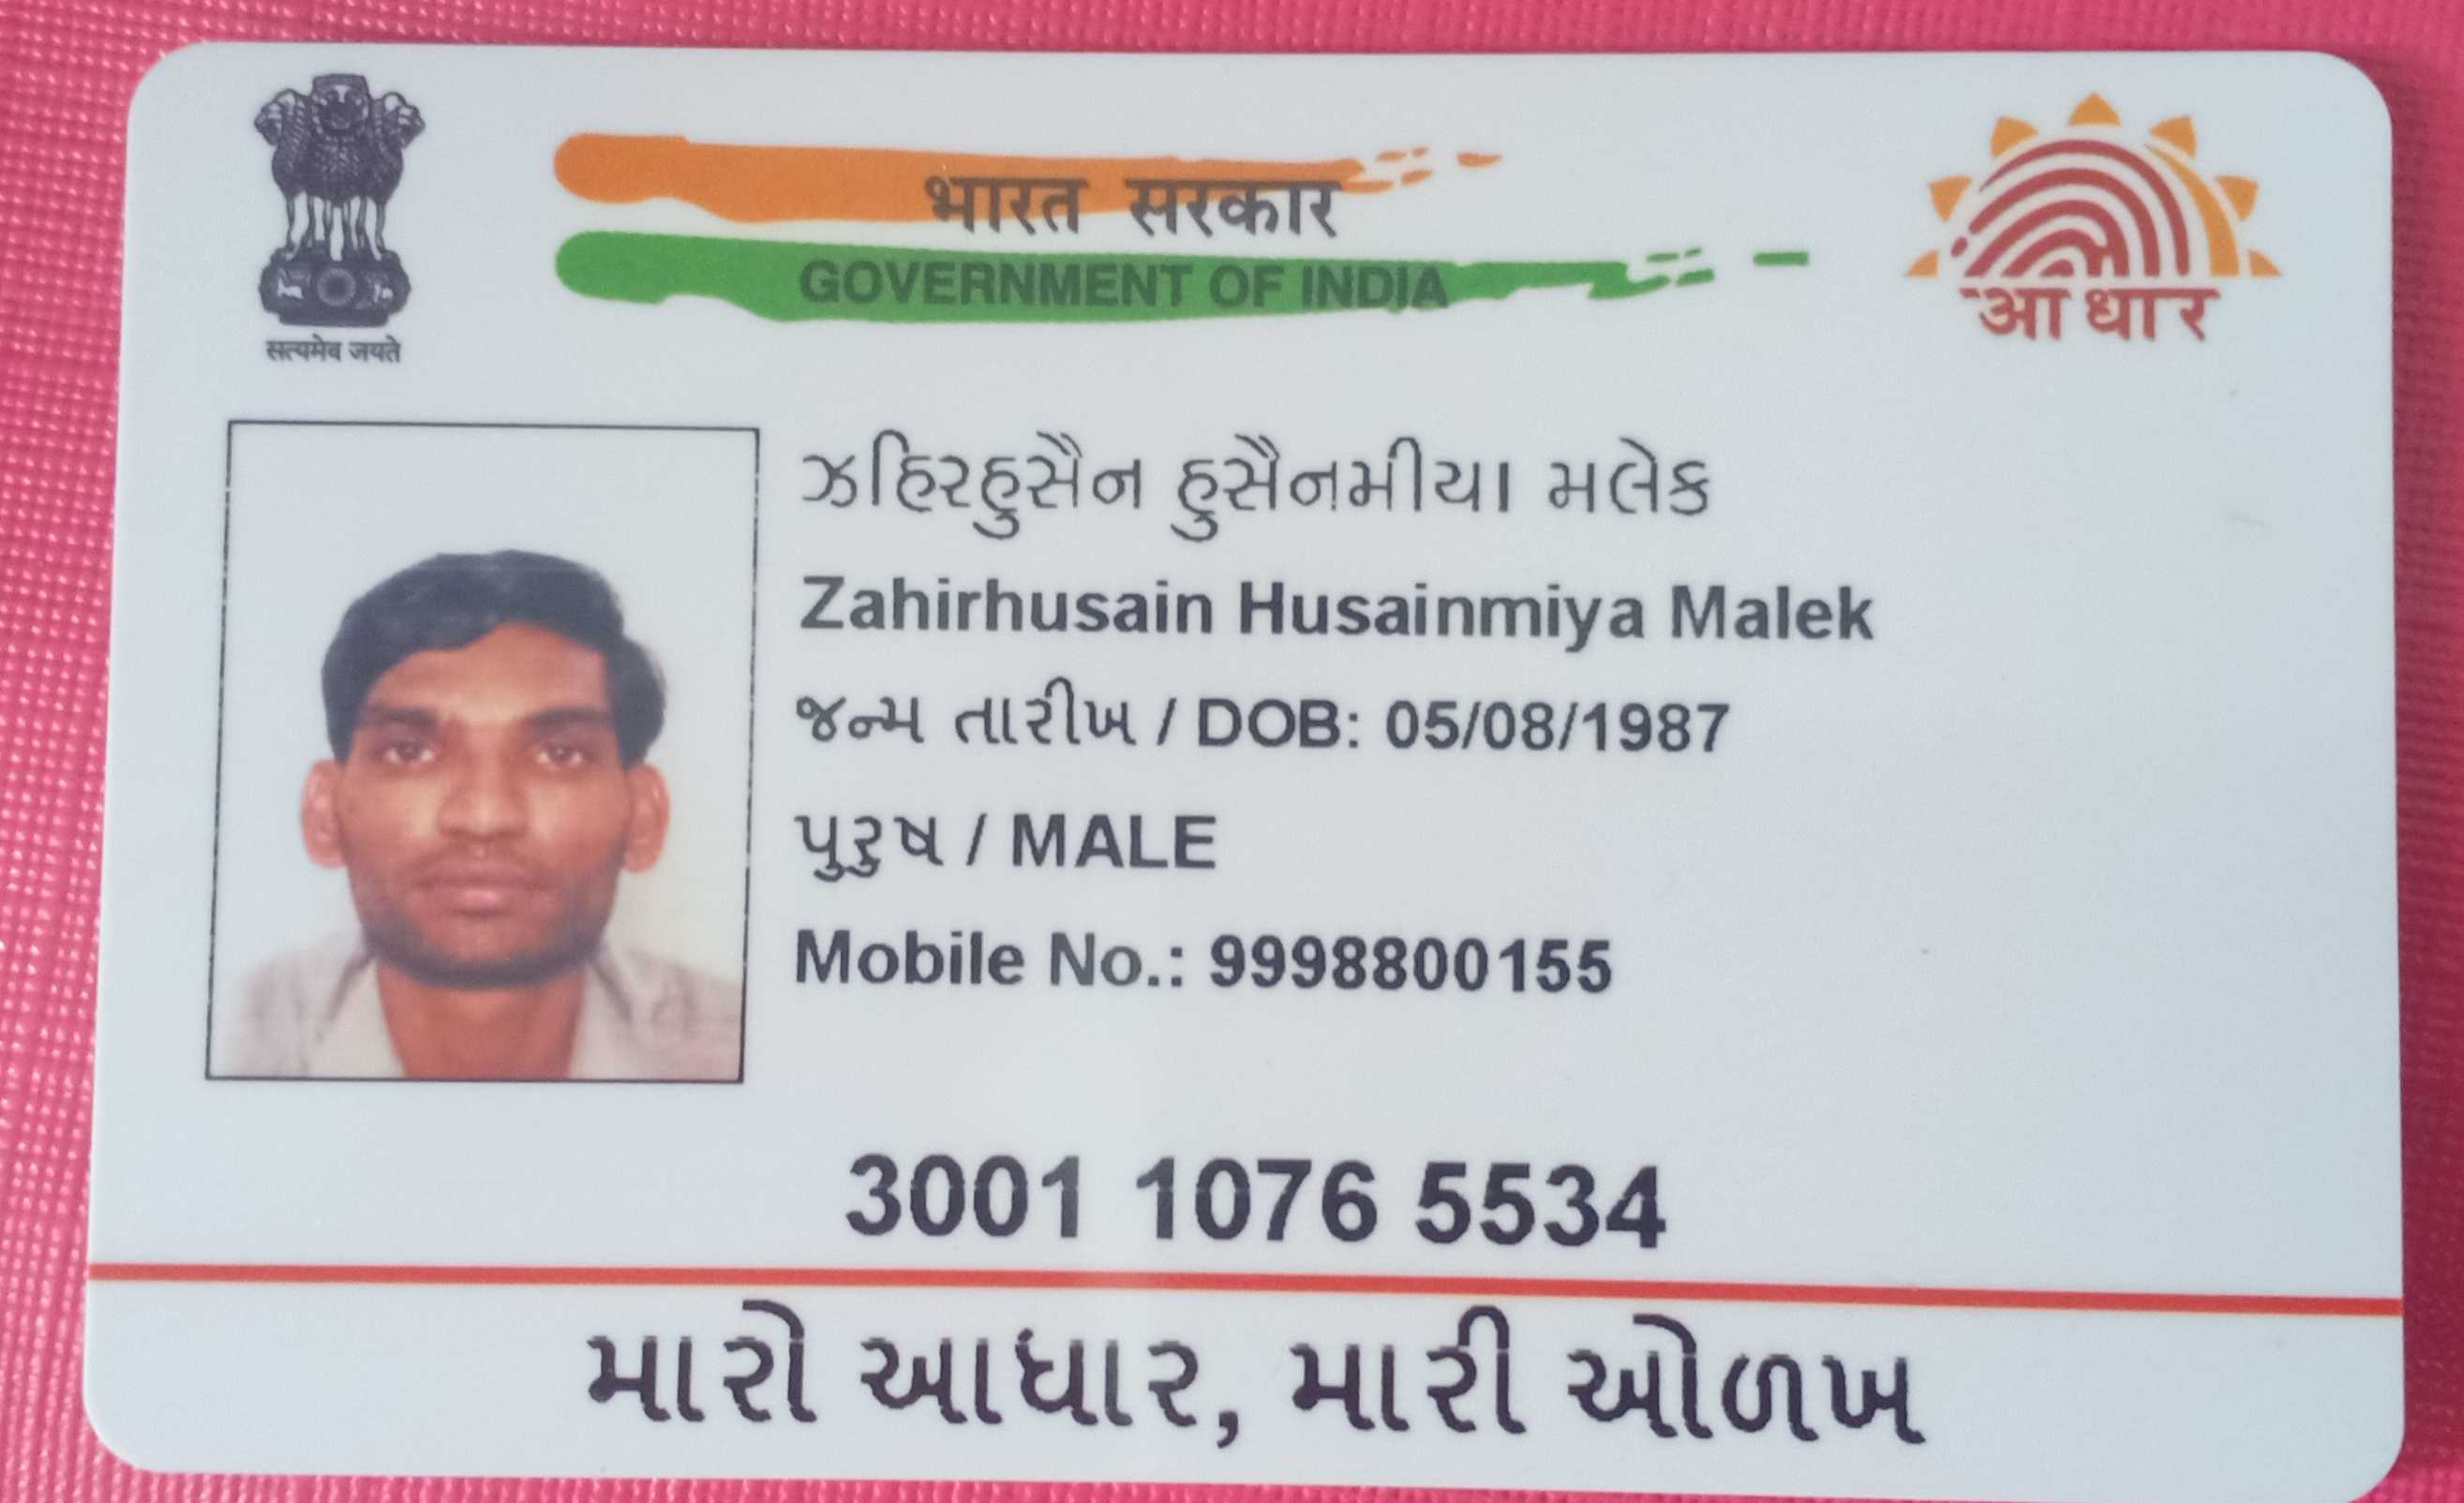 भारत सरकार
GOVERNMENT OF INDIA
सत्यमेव जयते
आधार
ઝહિરહુસૈન હુસૈનમીયા મલેક
Zahirhusain Husainmiya Malek
જન્મ તારીખ / DOB: 05/08/1987
પુરુષ / MALE
Mobile No.: 9998800155
3001 1076 5534
મારો આધાર, મારી ઓળખ